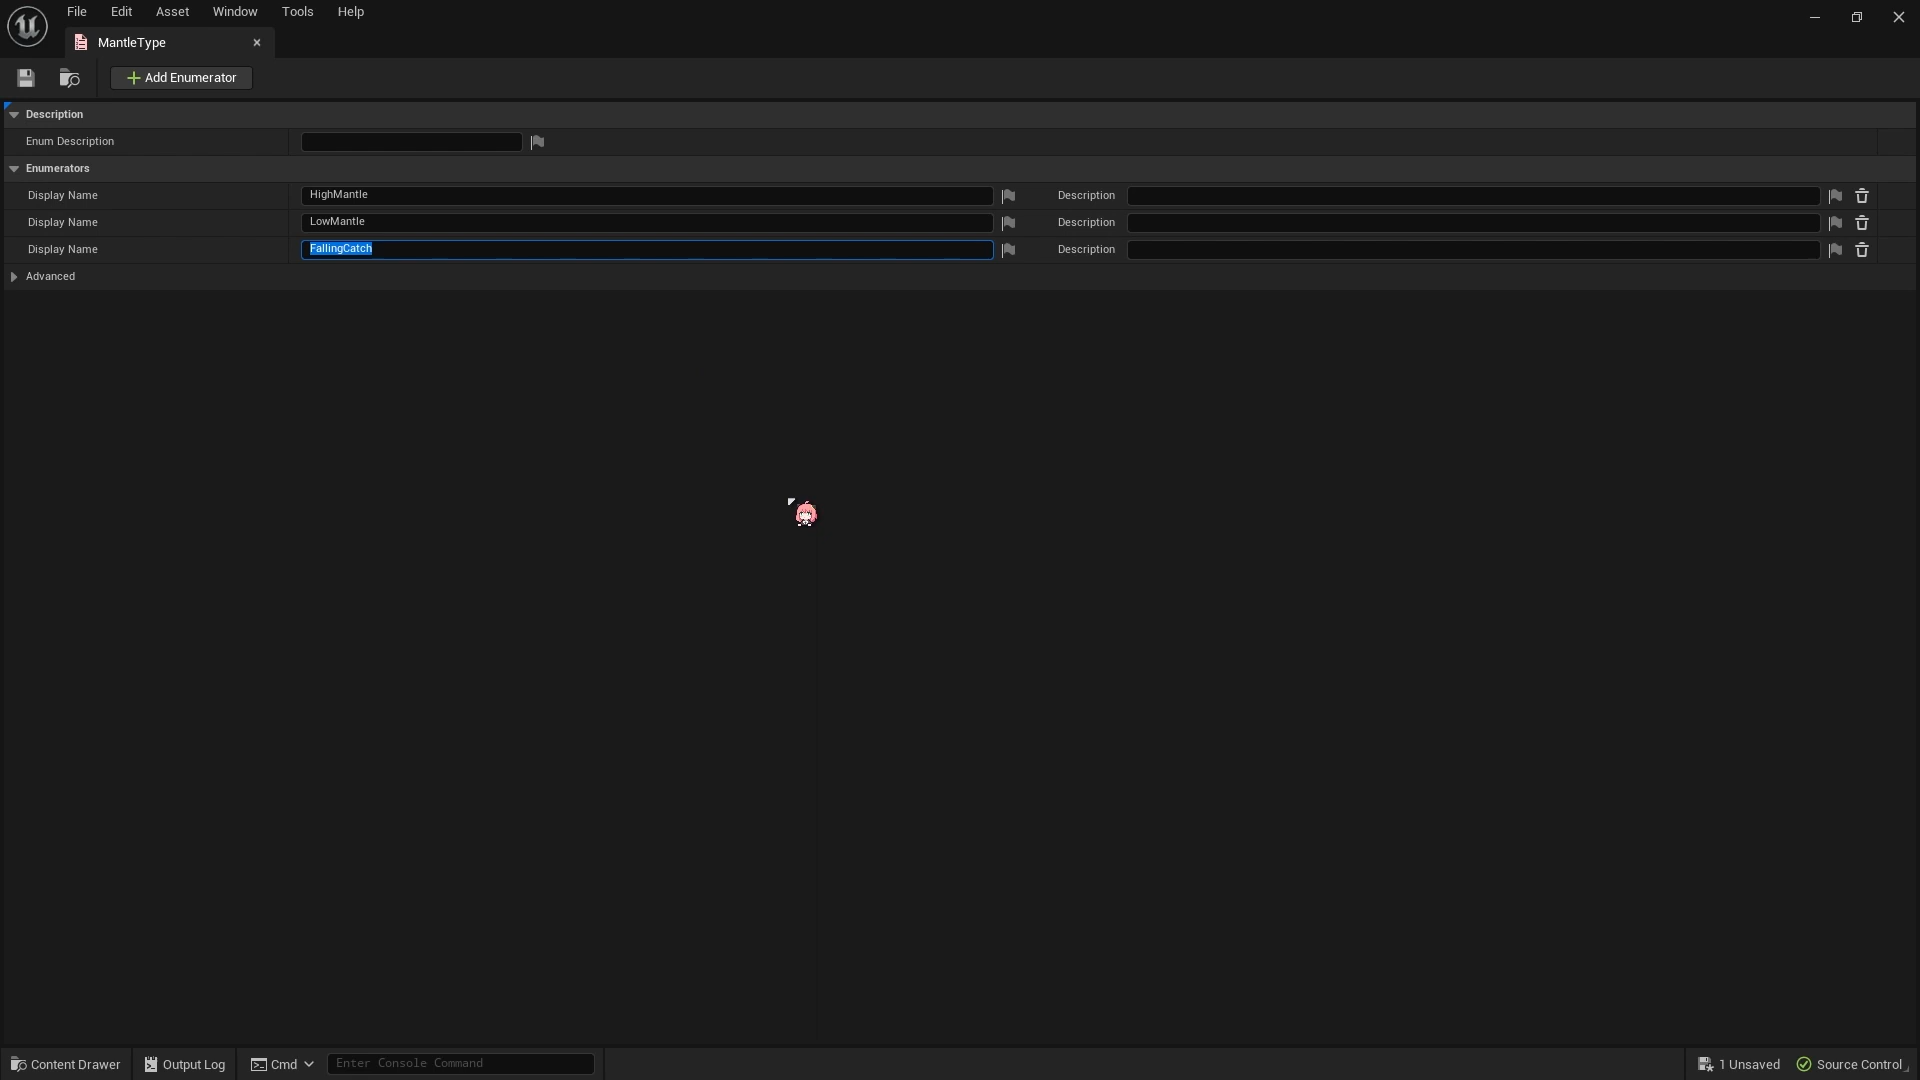 File Edit Asset Window Tools Help
MantleType
Add Enumerator
Description
Enum Description
Enumerators
Display Name HighMantle Description
Display Name LowMantle Description
Display Name FallingCatch Description
Advanced
Content Drawer Output Log Cmd Enter Console Command 1 Unsaved Source Control